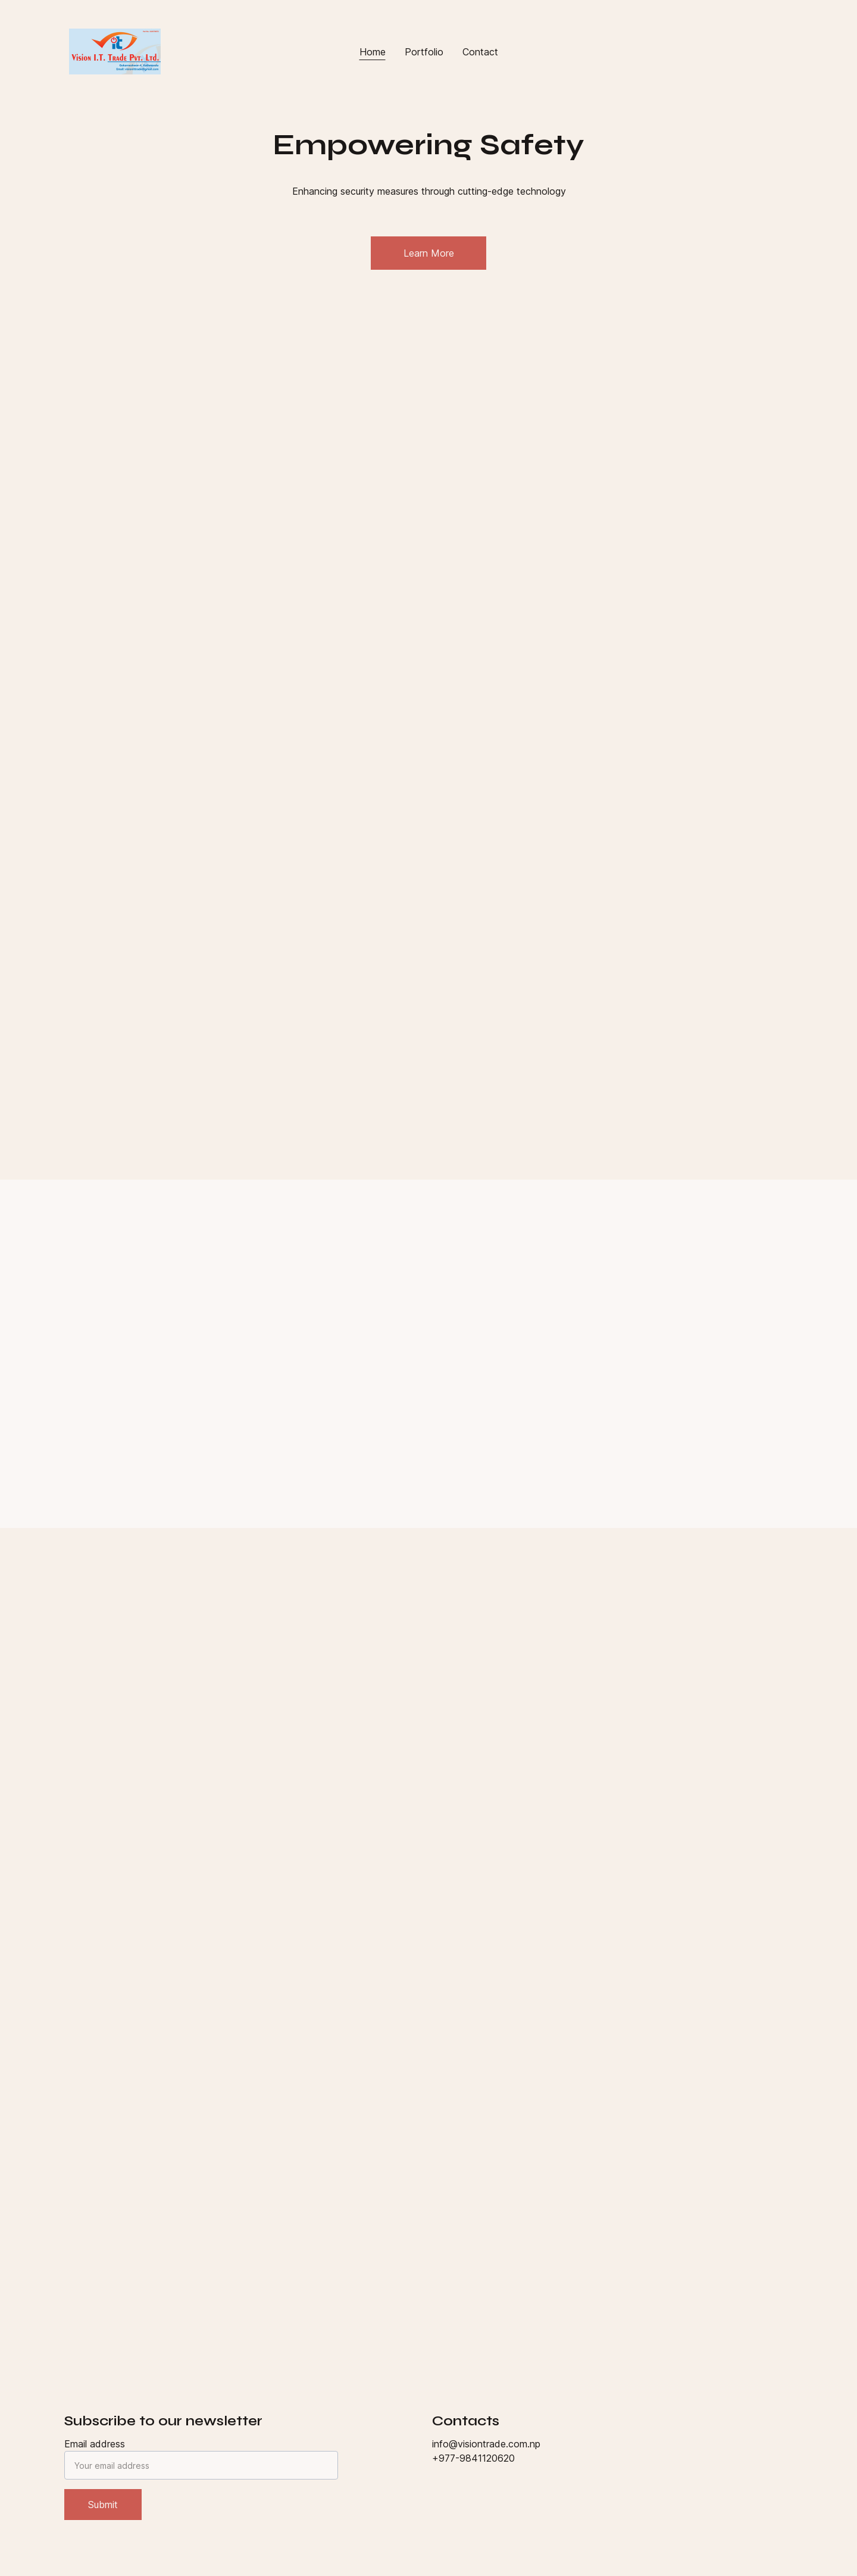 Vision I.T. Trade Pvt. Ltd.
Home
Portfolio
Contact
Empowering Safety
Enhancing security measures through cutting-edge technology
Learn More
Subscribe to our newsletter
Email address
Your email address
Submit
Contacts
info@visiontrade.com.np
+977-9841120620